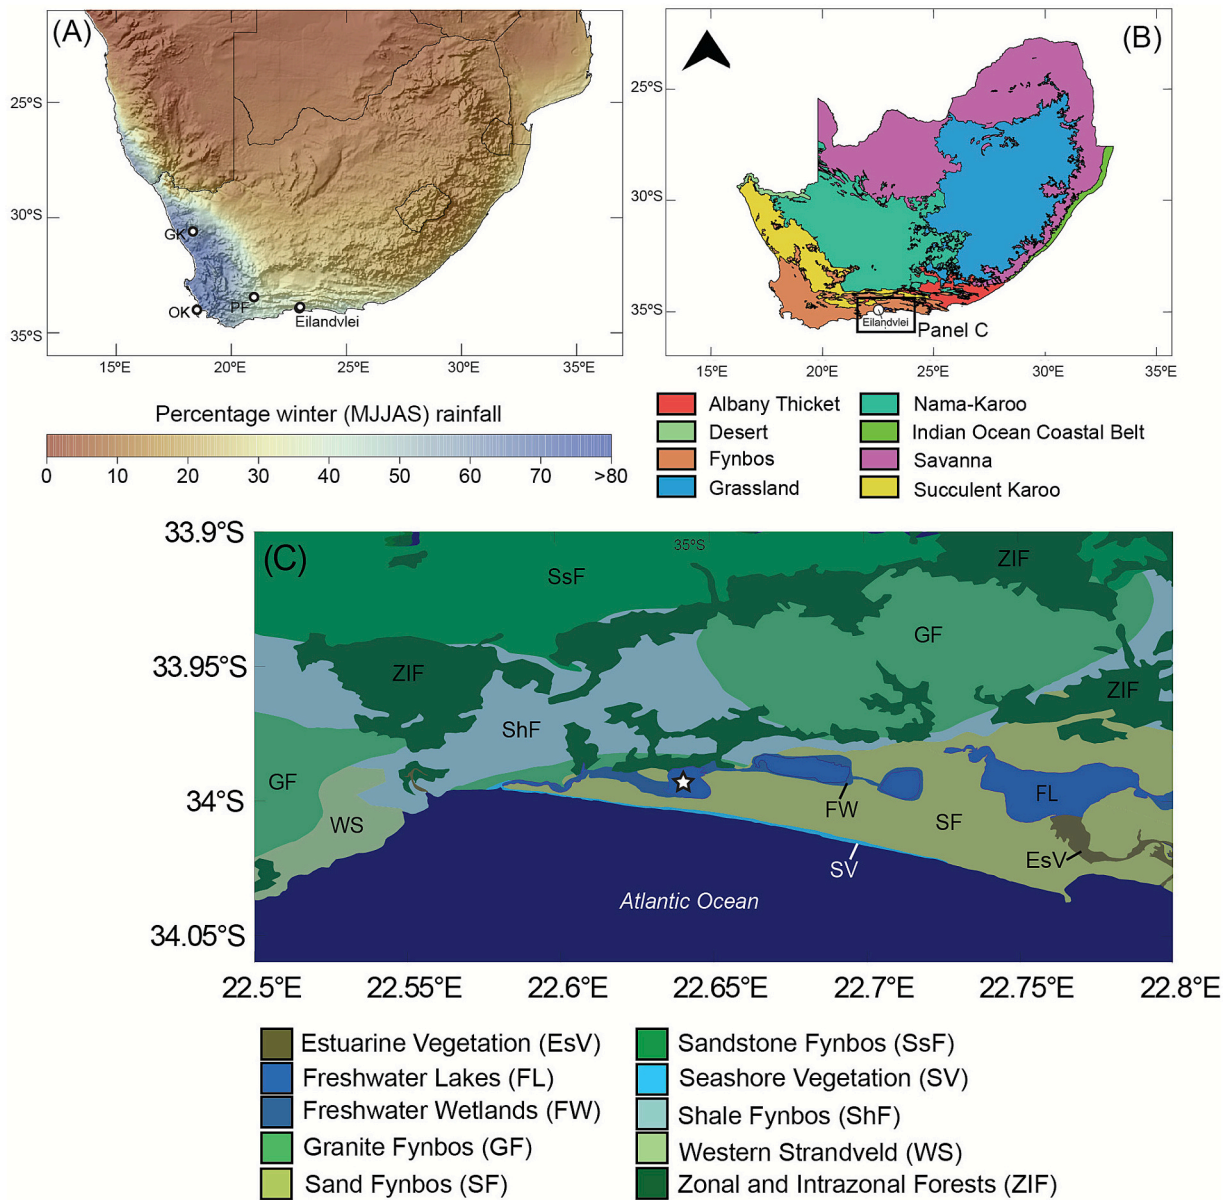 (A)
25ºS
30ºS
35ºS
GK
OK
PF
Eilandvlei
15ºE
20ºE
25ºE
30ºE
35ºE
Percentage winter (MJJAS) rainfall
0 10 20 30 40 50 60 70 >80
(B)
25ºS
30ºS
35ºS
Eilandvlei
Panel C
15ºE
20ºE
25ºE
30ºE
35ºE
Albany Thicket
Desert
Fynbos
Grassland
Nama-Karoo
Indian Ocean Coastal Belt
Savanna
Succulent Karoo
(C)
33.9°S
33.95°S
34°S
34.05°S
35°S
SsF
ZIF
GF
ZIF
ZIF
ShF
GF
WS
FW
FL
SF
EsV
SV
Atlantic Ocean
22.5°E
22.55°E
22.6°E
22.65°E
22.7°E
22.75°E
22.8°E
Estuarine Vegetation (EsV)
Freshwater Lakes (FL)
Freshwater Wetlands (FW)
Granite Fynbos (GF)
Sand Fynbos (SF)
Sandstone Fynbos (SsF)
Seashore Vegetation (SV)
Shale Fynbos (ShF)
Western Strandveld (WS)
Zonal and Intrazonal Forests (ZIF)